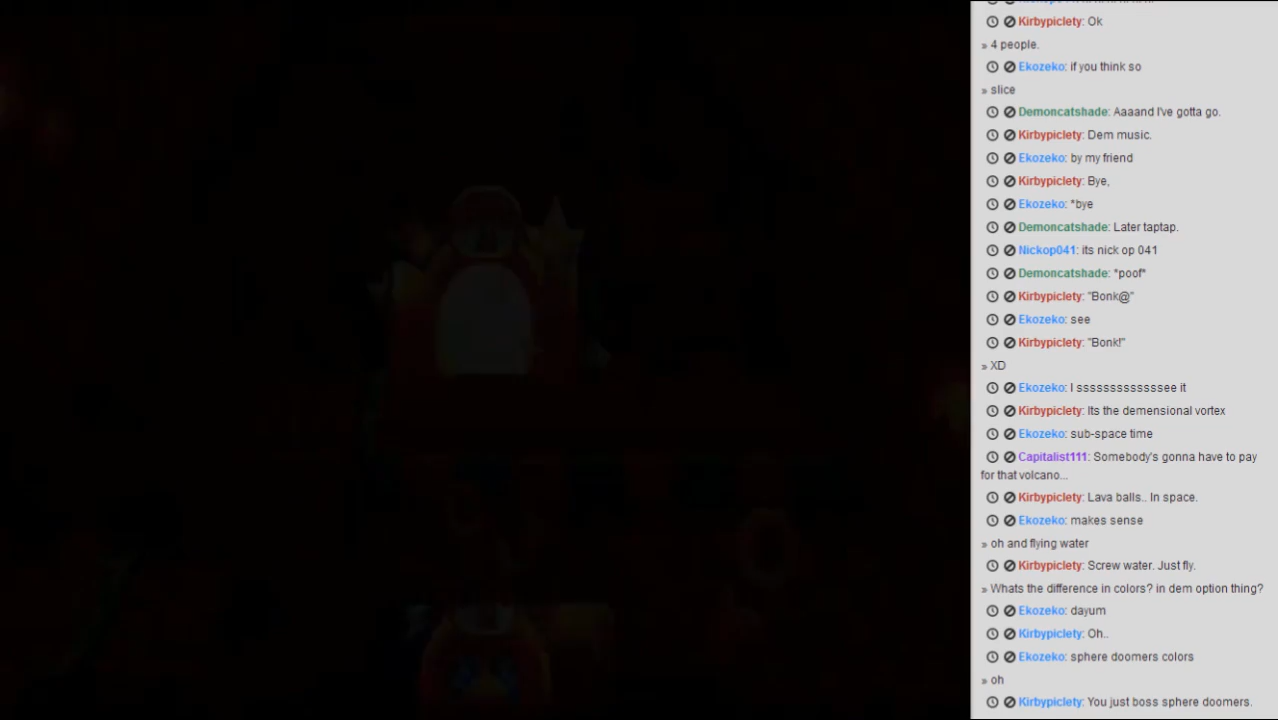 Kirbypiclety: Ok
» 4 people.
Ekozeko: if you think so
» slice
Demoncatshade: Aaaand I've gotta go.
Kirbypiclety: Dem music.
Ekozeko: by my friend
Kirbypiclety: Bye,
Ekozeko: *bye
Demoncatshade: Later taptap.
Nickop041: its nick op 041
Demoncatshade: *poof*
Kirbypiclety: "Bonk@"
Ekozeko: see
Kirbypiclety: "Bonk!"
» XD
Ekozeko: I sssssssssssssee it
Kirbypiclety: Its the demensional vortex
Ekozeko: sub-space time
Capitalist111: Somebody's gonna have to pay
for that volcano...
Kirbypiclety: Lava balls.. In space.
Ekozeko: makes sense
» oh and flying water
Kirbypiclety: Screw water. Just fly.
» Whats the difference in colors? in dem option thing?
Ekozeko: dayum
Kirbypiclety: Oh..
Ekozeko: sphere doomers colors
» oh
Kirbypiclety: You just boss sphere doomers.